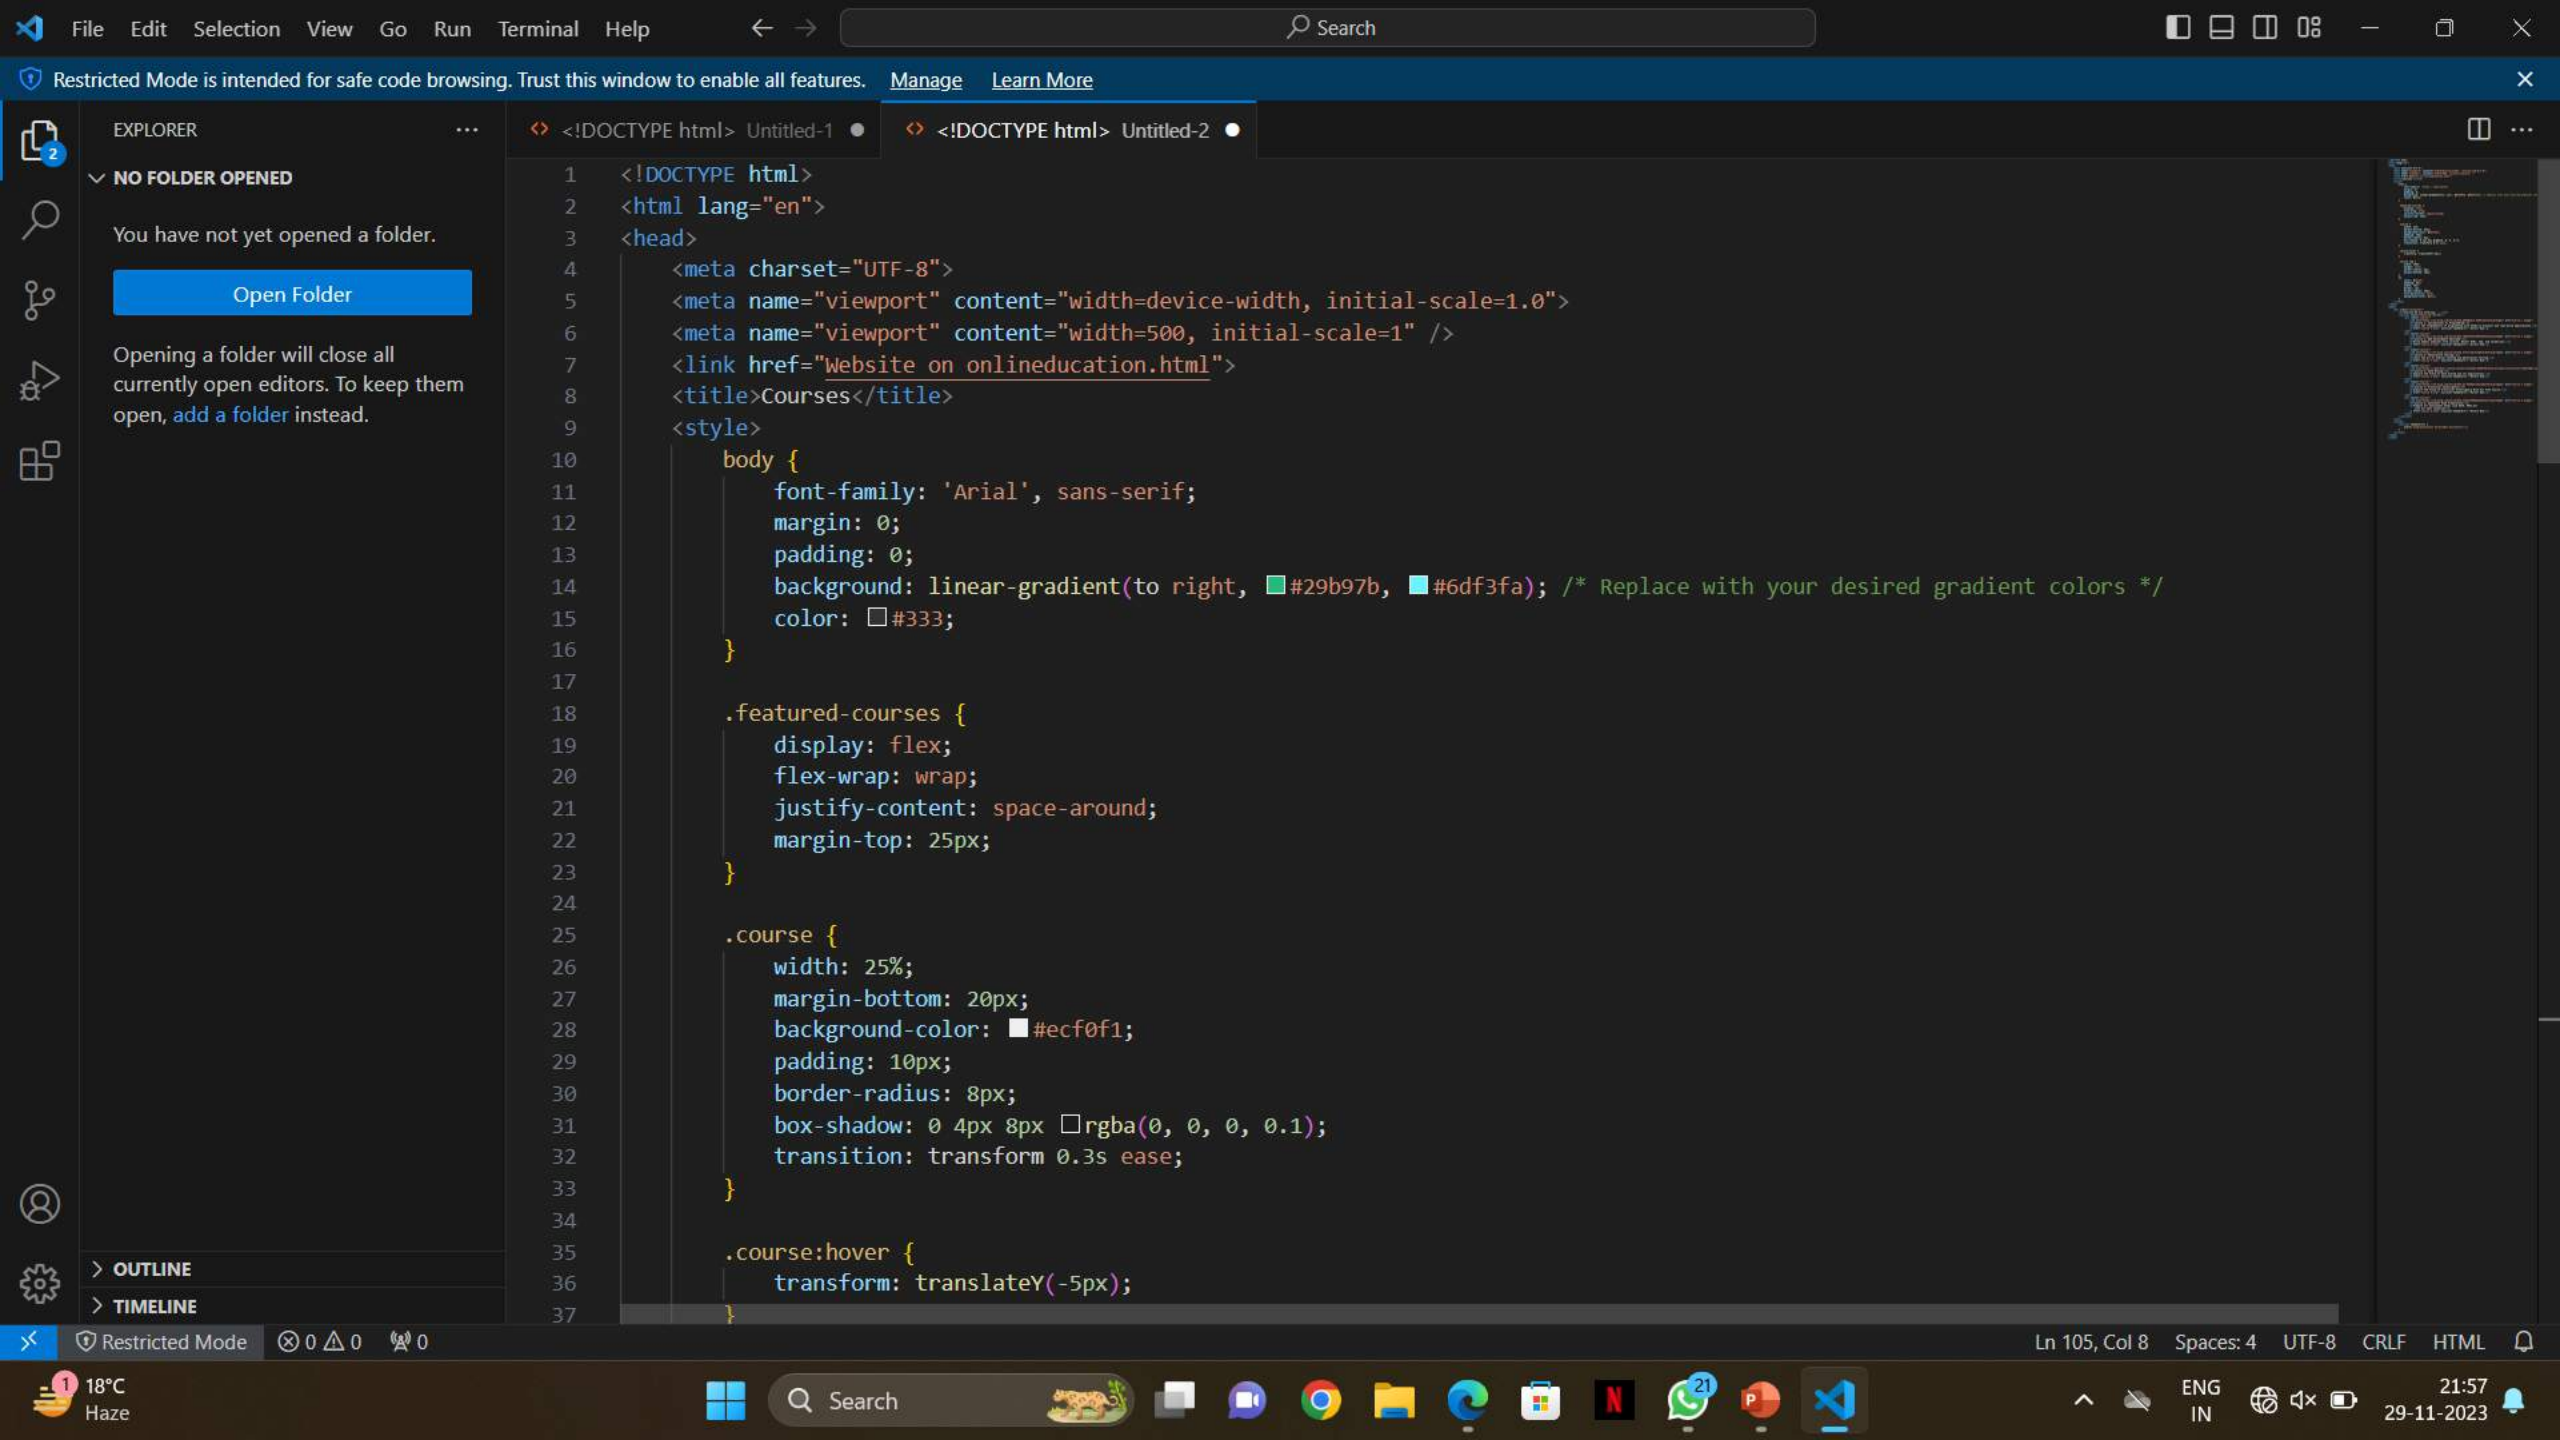 File Edit Selection View Go Run Terminal Help Search
Restricted Mode is intended for safe code browsing. Trust this window to enable all features. Manage Learn More
EXPLORER
2
NO FOLDER OPENED
You have not yet opened a folder.
Open Folder
Opening a folder will close all
currently open editors. To keep them
open, add a folder instead.
OUTLINE
TIMELINE
<!DOCTYPE html> Untitled-1 <!DOCTYPE html> Untitled-2
1 <!DOCTYPE html>
2 <html lang="en">
3 <head>
4 <meta charset="UTF-8">
5 <meta name="viewport" content="width=device-width, initial-scale=1.0">
6 <meta name="viewport" content="width=500, initial-scale=1" />
7 <link href="Website on onlineducation.html">
8 <title>Courses</title>
9 <style>
10 body {
11 font-family: 'Arial', sans-serif;
12 margin: 0;
13 padding: 0;
14 background: linear-gradient(to right, #29b97b, #6df3fa); /* Replace with your desired gradient colors */
15 color: #333;
16 }
17
18 .featured-courses {
19 display: flex;
20 flex-wrap: wrap;
21 justify-content: space-around;
22 margin-top: 25px;
23 }
24
25 .course {
26 width: 25%;
27 margin-bottom: 20px;
28 background-color: #ecf0f1;
29 padding: 10px;
30 border-radius: 8px;
31 box-shadow: 0 4px 8px rgba(0, 0, 0, 0.1);
32 transition: transform 0.3s ease;
33 }
34
35 .course:hover {
36 transform: translateY(-5px);
37 }
Restricted Mode 0 0 0 Ln 105, Col 8 Spaces: 4 UTF-8 CRLF HTML
1 18°C
Haze
Search
21
P
N
ENG
IN
21:57
29-11-2023